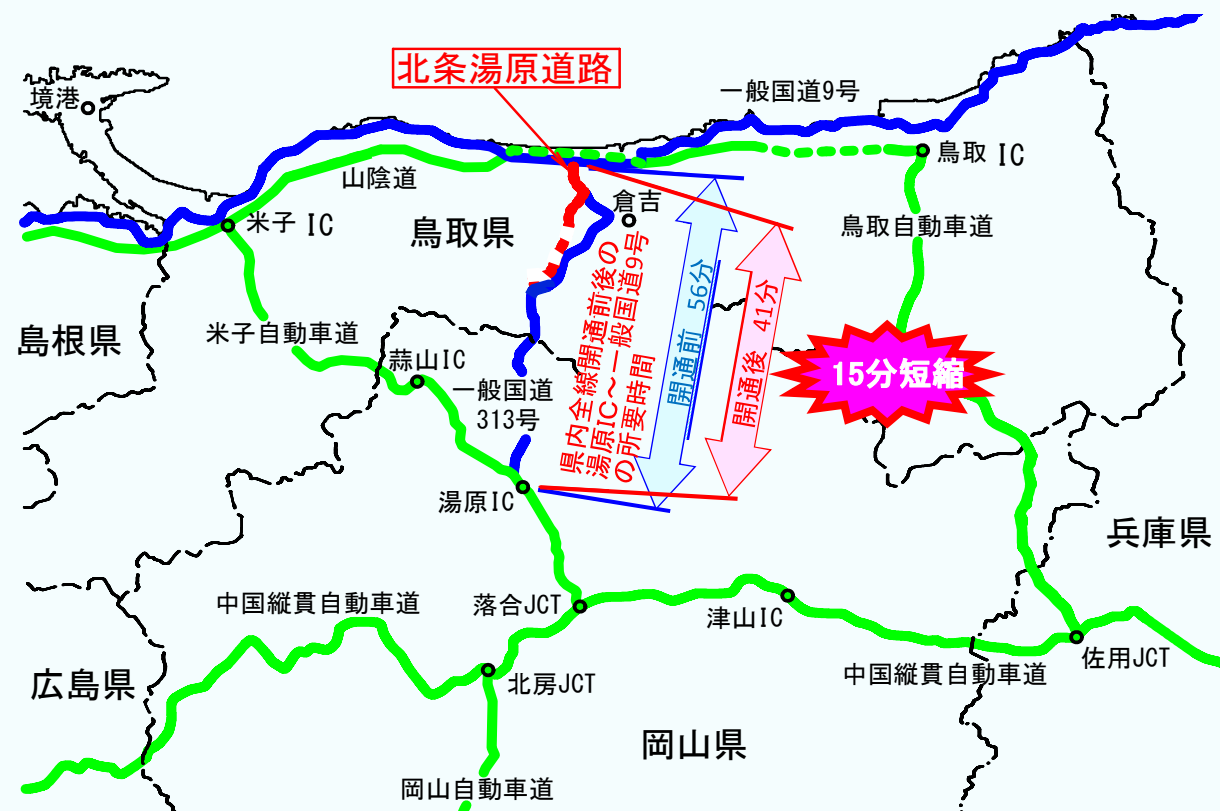 北条湯原道路
一般国道9号
境港
鳥取 IC
山陰道
倉吉
米子 IC
鳥取県
鳥取自動車道
県内全線開通前後の
湯原IC~一般国道9号
の所要時間
開通前 56分
開通後 41分
島根県
米子自動車道
蒜山IC
15分短縮
一般国道
313号
湯原IC
兵庫県
中国縦貫自動車道
落合JCT
津山IC
佐用JCT
中国縦貫自動車道
広島県
北房JCT
岡山県
岡山自動車道